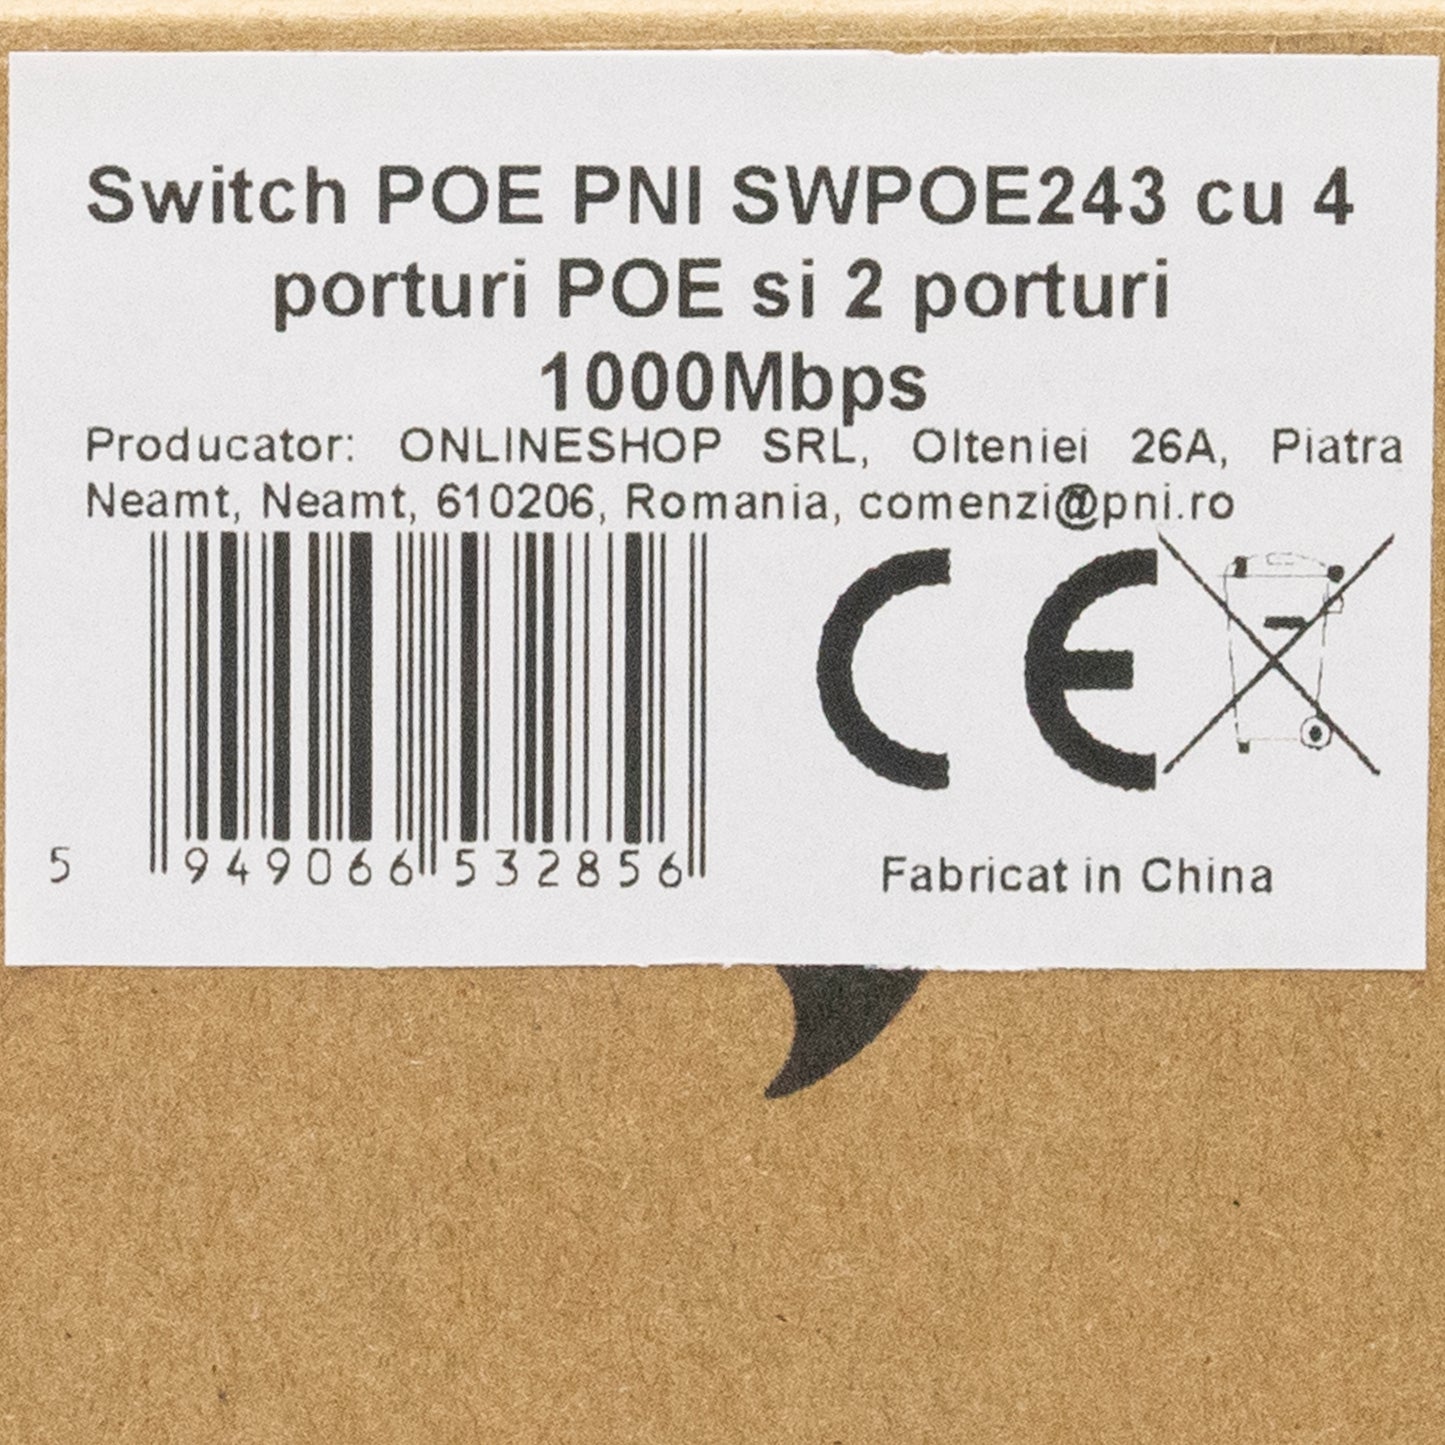 Switch POE PNI SWPOE243 cu 4
porturi POE si 2 porturi
1000Mbps
Producator: ONLINESHOP SRL, Olteniei 26A, Piatra
Neamt, Neamt, 610206, Romania, comenzi@pni.ro
CE
5 949066 532856
Fabricat in China